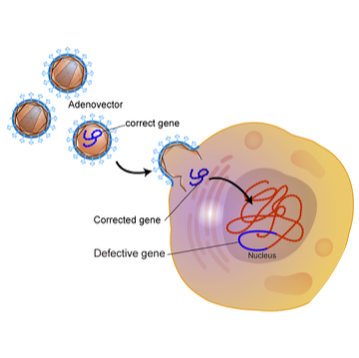 Adenovector
correct gene
Corrected gene
Defective gene
Nucleus